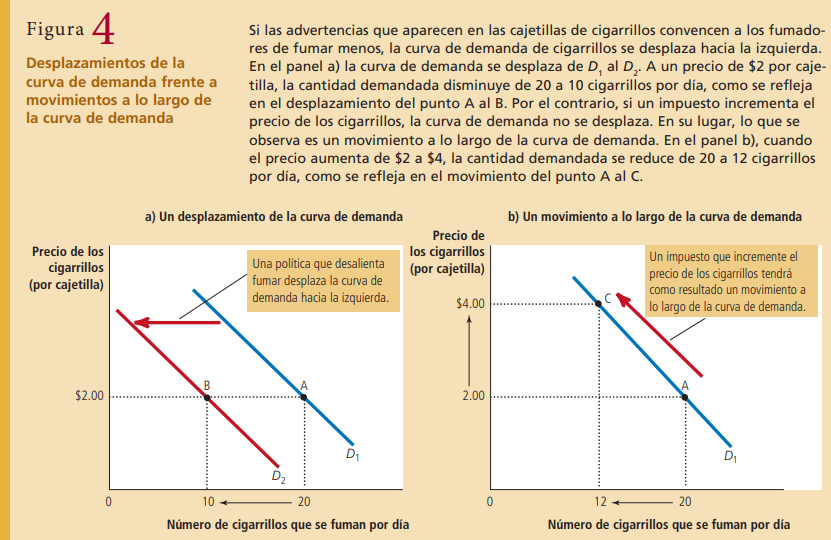 Figura 4
Desplazamientos de la
curva de demanda frente a
movimientos a lo largo de
la curva de demanda
Si las advertencias que aparecen en las cajetillas de cigarrillos convencen a los fumado-
res de fumar menos, la curva de demanda de cigarrillos se desplaza hacia la izquierda.
En el panel a) la curva de demanda se desplaza de D1 al D2. A un precio de $2 por caje-
tilla, la cantidad demandada disminuye de 20 a 10 cigarrillos por día, como se refleja
en el desplazamiento del punto A al B. Por el contrario, si un impuesto incrementa el
precio de los cigarrillos, la curva de demanda no se desplaza. En su lugar, lo que se
observa es un movimiento a lo largo de la curva de demanda. En el panel b), cuando
el precio aumenta de $2 a $4, la cantidad demandada se reduce de 20 a 12 cigarrillos
por día, como se refleja en el movimiento del punto A al C.
a) Un desplazamiento de la curva de demanda
Precio de los
cigarrillos
(por cajetilla)
Una política que desalienta
fumar desplaza la curva de
demanda hacia la izquierda.
B
A
$2.00
D1
D2
0
10
20
Número de cigarrillos que se fuman por día
b) Un movimiento a lo largo de la curva de demanda
Precio de
los cigarrillos
(por cajetilla)
Un impuesto que incremente el
precio de los cigarrillos tendrá
como resultado un movimiento a
lo largo de la curva de demanda.
$4.00
C
A
2.00
D1
0
12
20
Número de cigarrillos que se fuman por día